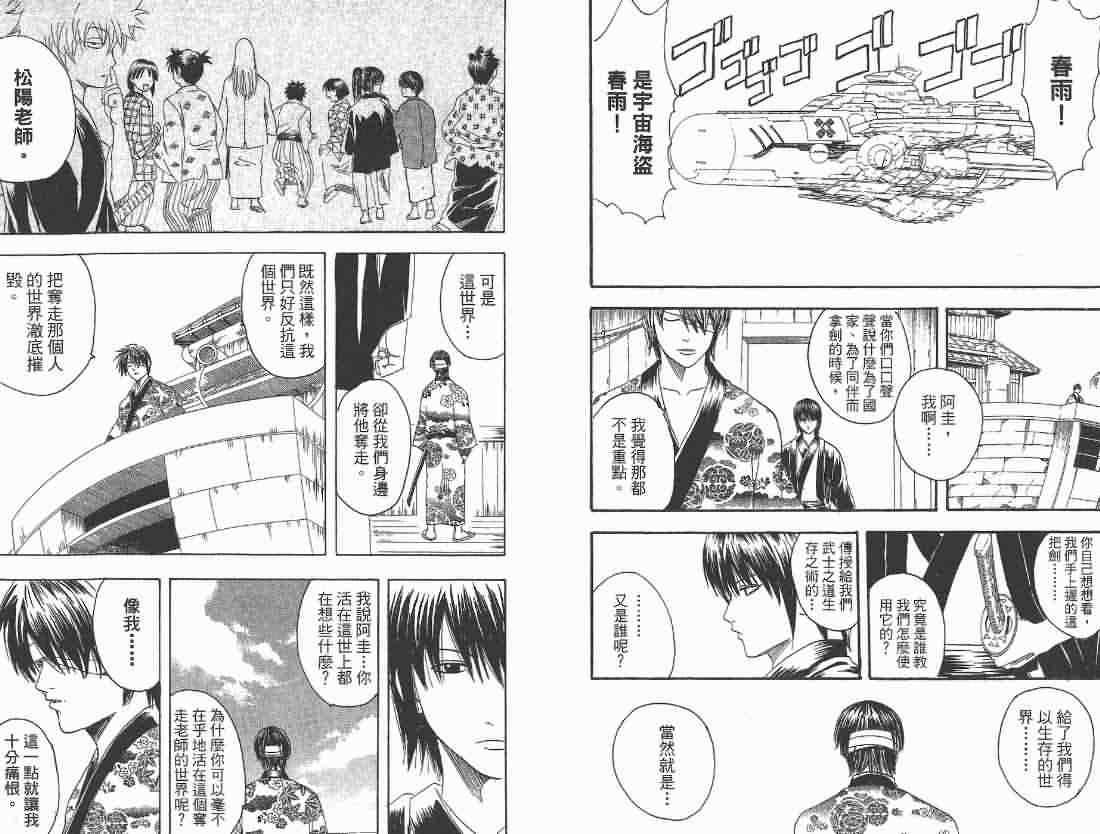 春雨！
ゴゴゴゴゴゴゴ
是宇宙海盜
春雨！
阿圭，
我啊……
當你們口口聲
聲說什麼為了國
家、為了同伴而
拿劍的時候，
我覺得那都
不是重點。
你自己想想看，
我們手上握的這
把劍…
究竟是誰教
我們怎麼使
用它的？
傳授給我們
武士之道生
存之術的…
………
又是誰呢？
給了我們得
以生存的世
界………
當然就是…
松陽老師。
可是
這世界…
卻從我們身邊
將他奪走。
既然這樣，我
們只好反抗這
個世界。
把奪走那個人
的世界澈底摧
毀。
我說阿圭…你
活在這世上都
在想些什麼？
為什麼你可以毫不
在乎地活在這個奪
走老師的世界呢？
像我……
這一點就讓我
十分痛恨。